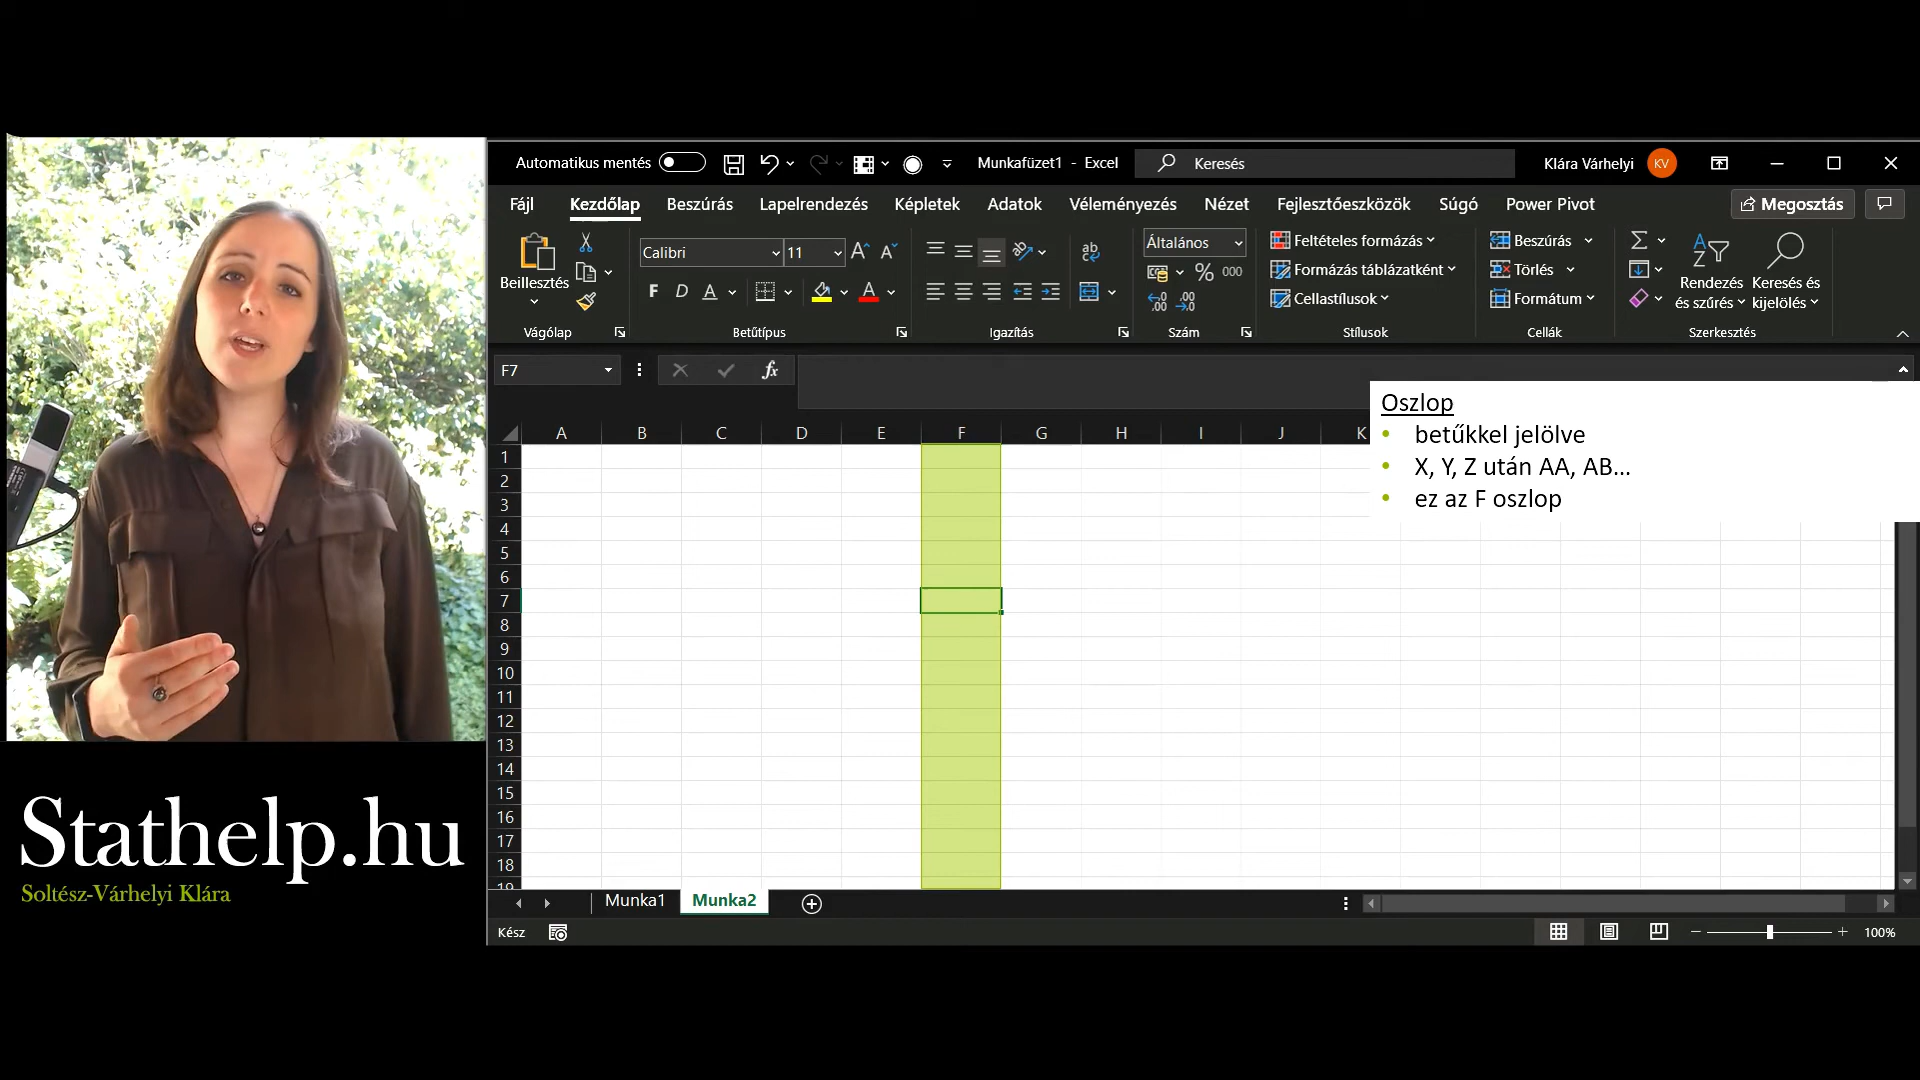 Automatikus mentés
Munkafüzet1 - Excel
Keresés
Klára Várhelyi
KV
Fájl
Kezdőlap
Beszúrás
Lapelrendezés
Képletek
Adatok
Véleményezés
Nézet
Fejlesztőeszközök
Súgó
Power Pivot
Megosztás
Beillesztés
Vágólap
Calibri
11
F D A
Betűtípus
ab
Igazítás
Általános
% 000
Szám
Feltételes formázás
Formázás táblázatként
Cellastílusok
Stílusok
Beszúrás
Törlés
Formátum
Cellák
Rendezés
és szűrés
Keresés és
kijelölés
Szerkesztés
F7
fx
Oszlop
• betűkkel jelölve
• X, Y, Z után AA, AB...
• ez az F oszlop
A B C D E F G H I J K
1
2
3
4
5
6
7
8
9
10
11
12
13
14
15
16
17
18
19
Munka1
Munka2
Kész
100%
Stathelp.hu
Soltész-Várhelyi Klára